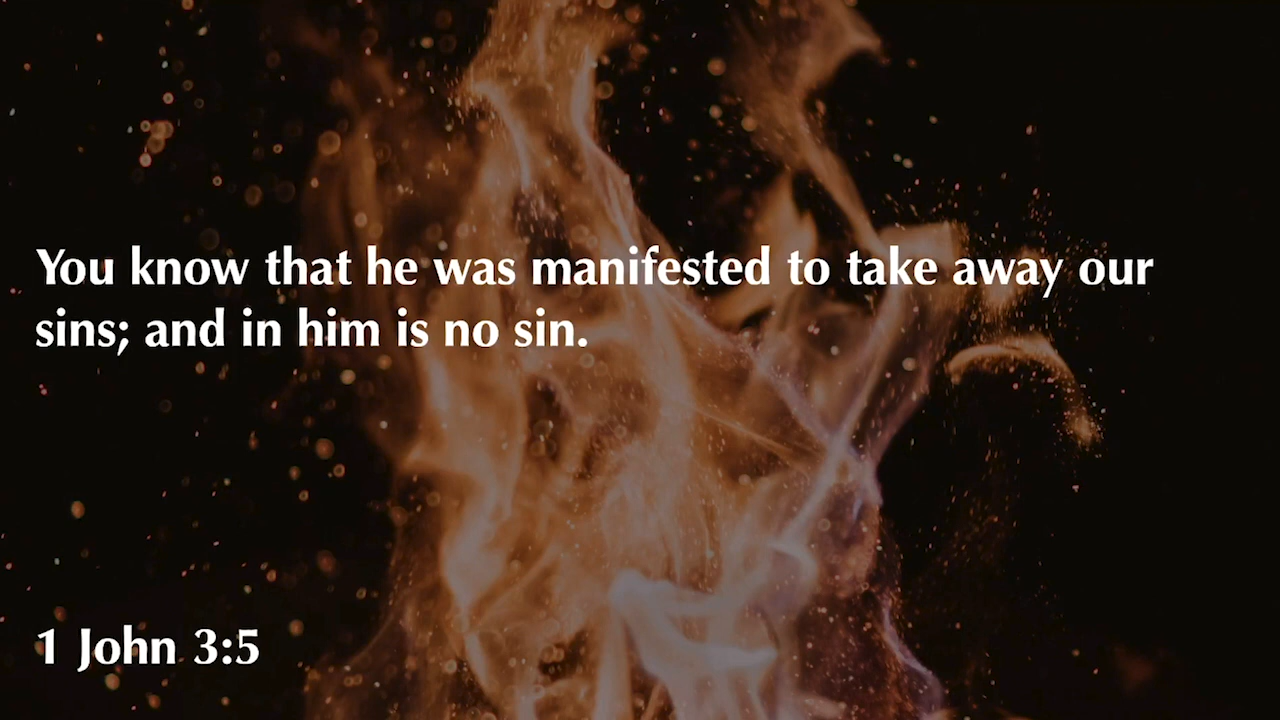 You know that he was manifested to take away our
sins; and in him is no sin.
1 John 3:5